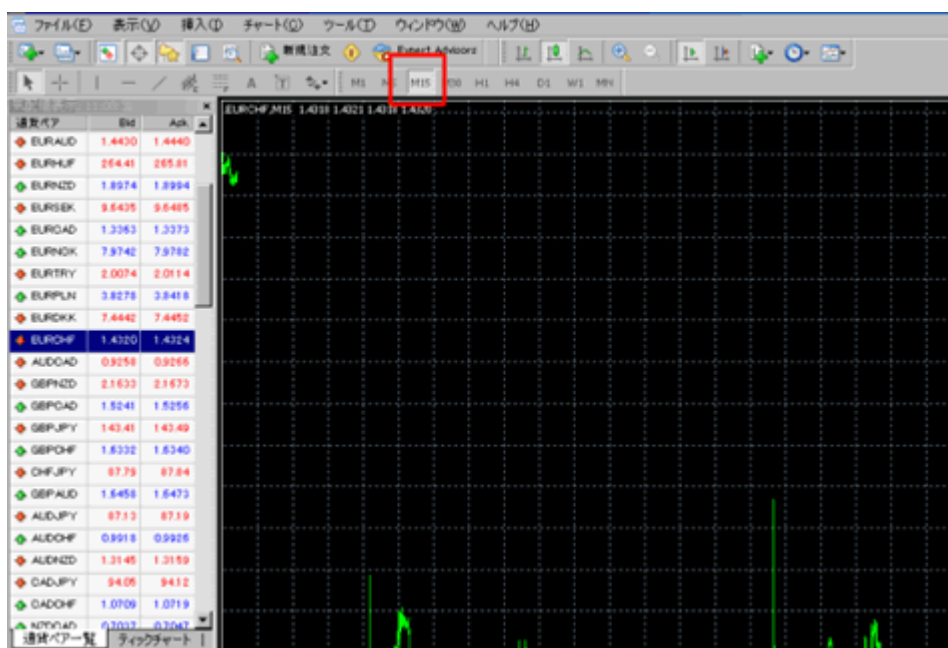 ファイル(F) 表示(V) 挿入(I) チャート(C) ツール(T) ウィンドウ(W) ヘルプ(H)
新規注文 Expert Advisors
A T M1 M15 H1 H4 D1 W1 MN
EURCHF,M15 1.4318 1.4321 1.4318 1.4320
通貨ペア Bid Ask
EURAUD 1.4430 1.4440
EURHUF 264.41 265.81
EURNZD 1.8974 1.8994
EURSEK 9.6435 9.6485
EURCAD 1.3363 1.3373
EURNOK 7.9742 7.9782
EURTRY 2.0074 2.0114
EURPLN 3.8278 3.8418
EURDKK 7.4442 7.4452
EURCHF 1.4320 1.4324
AUDCAD 0.9258 0.9266
GBPNZD 2.1633 2.1673
GBPCAD 1.5241 1.5256
GBPJPY 143.41 143.49
GBPCHF 1.6332 1.6340
CHFJPY 87.79 87.84
GBPAUD 1.6458 1.6473
AUDJPY 87.13 87.19
AUDCHF 0.9918 0.9926
AUDNZD 1.3145 1.3159
CADJPY 94.05 94.12
CADCHF 1.0709 1.0719
NZDCAD 0.7037 0.7047
通貨ペア一覧 ティックチャート